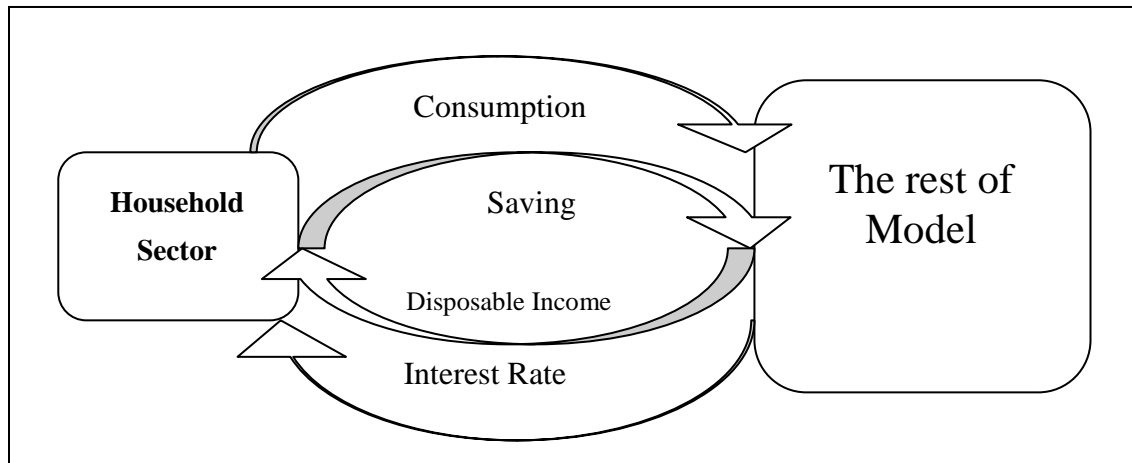 Consumption
Household
Sector
Saving
The rest of
Model
Disposable Income
Interest Rate